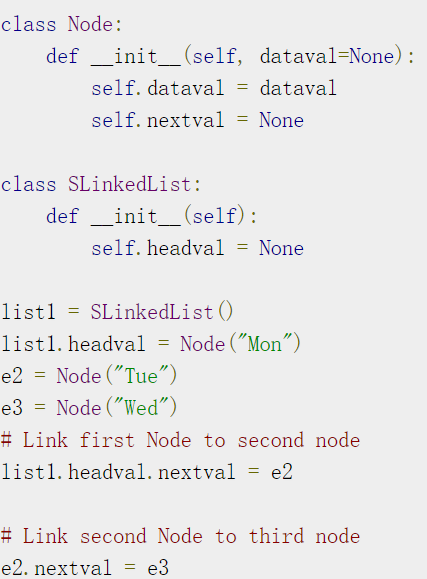 class Node:
    def __init__(self, dataval=None):
        self.dataval = dataval
        self.nextval = None

class SLinkedList:
    def __init__(self):
        self.headval = None

list1 = SLinkedList()
list1.headval = Node("Mon")
e2 = Node("Tue")
e3 = Node("Wed")
# Link first Node to second node
list1.headval.nextval = e2

# Link second Node to third node
e2.nextval = e3